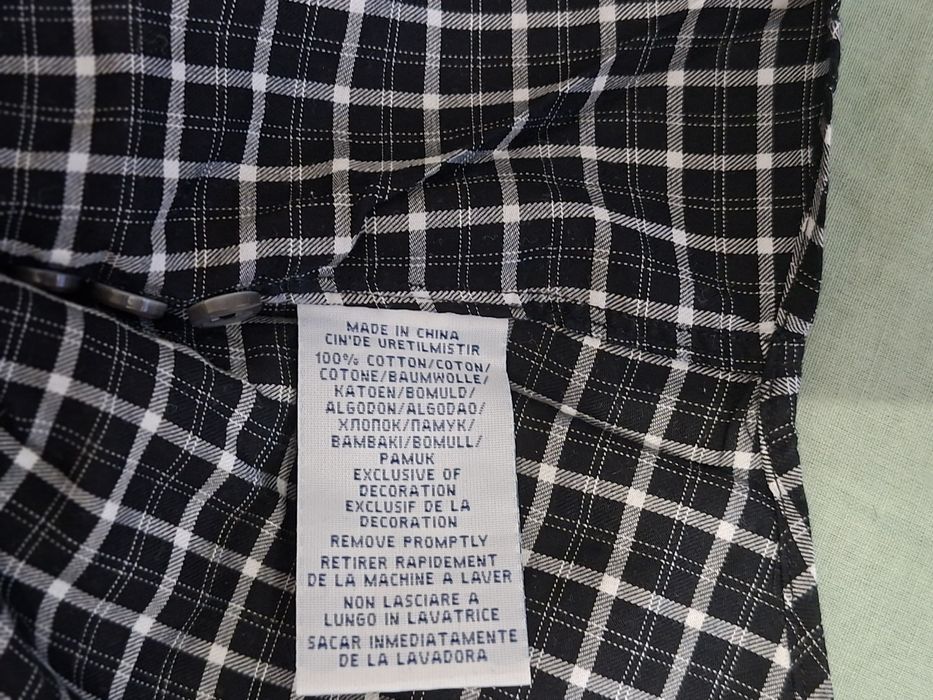 MADE IN CHINA
CIN'DE URETILMISTIR
100% COTTON/COTON/
COTONE/BAUMWOLLE/
KATOEN/BOMULD/
ALGODON/ALGODAO/
ХЛОПОК/ПАМУК/
BAMBAKI/BOMULL/
PAMUK
EXCLUSIVE OF
DECORATION
EXCLUSIF DE LA
DECORATION
REMOVE PROMPTLY
RETIRER RAPIDEMENT
DE LA MACHINE A LAVER
NON LASCIARE A
LUNGO IN LAVATRICE
SACAR INMEDIATAMENTE
DE LA LAVADORA